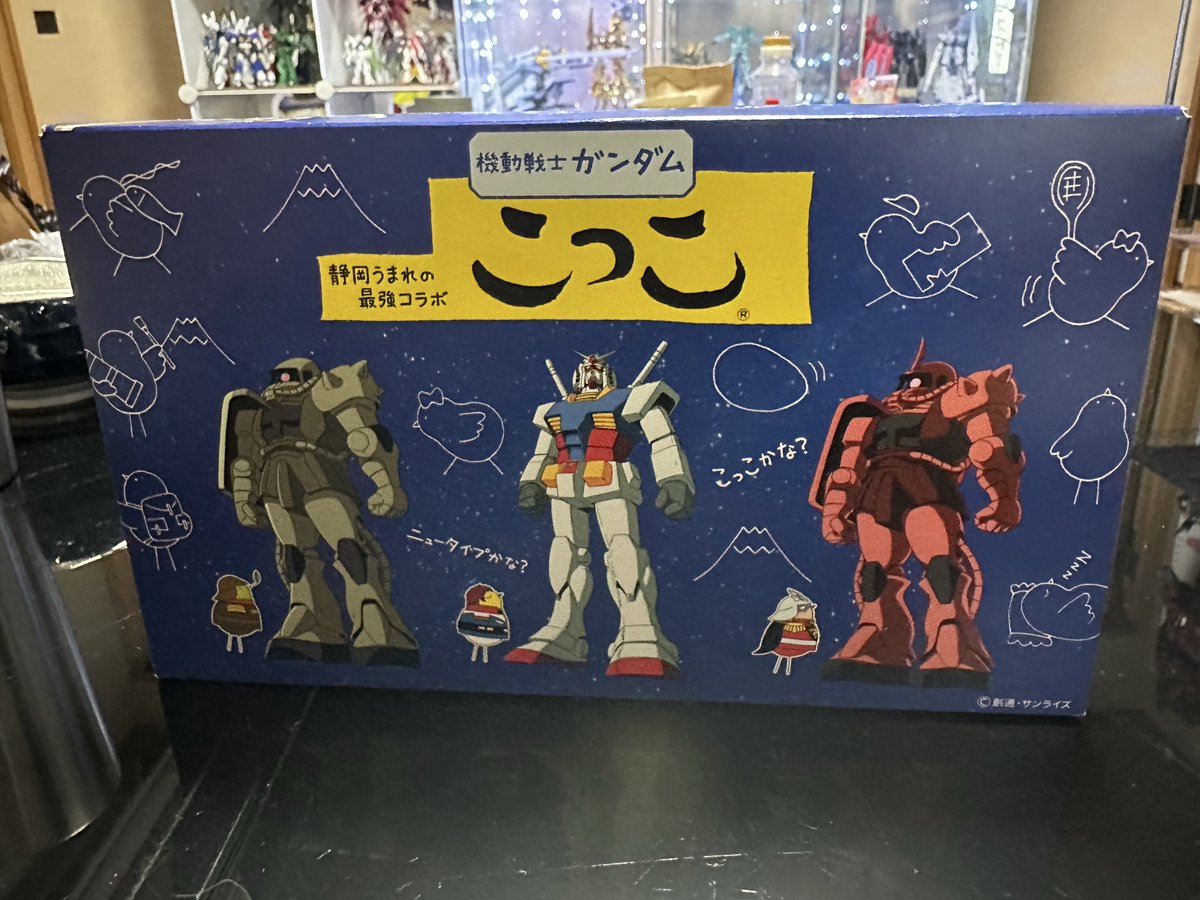 機動戦士 ガンダム
こっこ
®
静岡うまれの
最強コラボ
こっこかな?
ニュータイプかな?
zzz
©創通・サンライズ